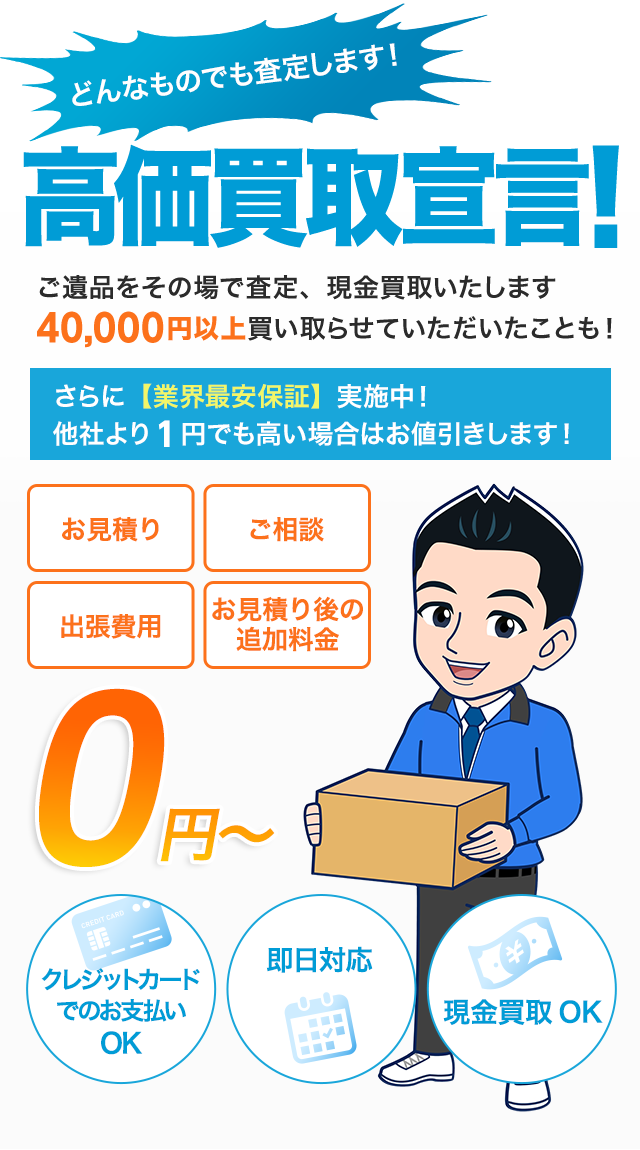 どんなものでも査定します！
高価買取宣言！
ご遺品をその場で査定、現金買取いたします
40,000円以上買い取らせていただいたことも！
さらに【業界最安保証】実施中！
他社より1円でも高い場合はお値引きします！
お見積り
ご相談
出張費用
お見積り後の
追加料金
0円〜
CREDIT CARD
クレジットカード
でのお支払い
OK
即日対応
¥
現金買取 OK